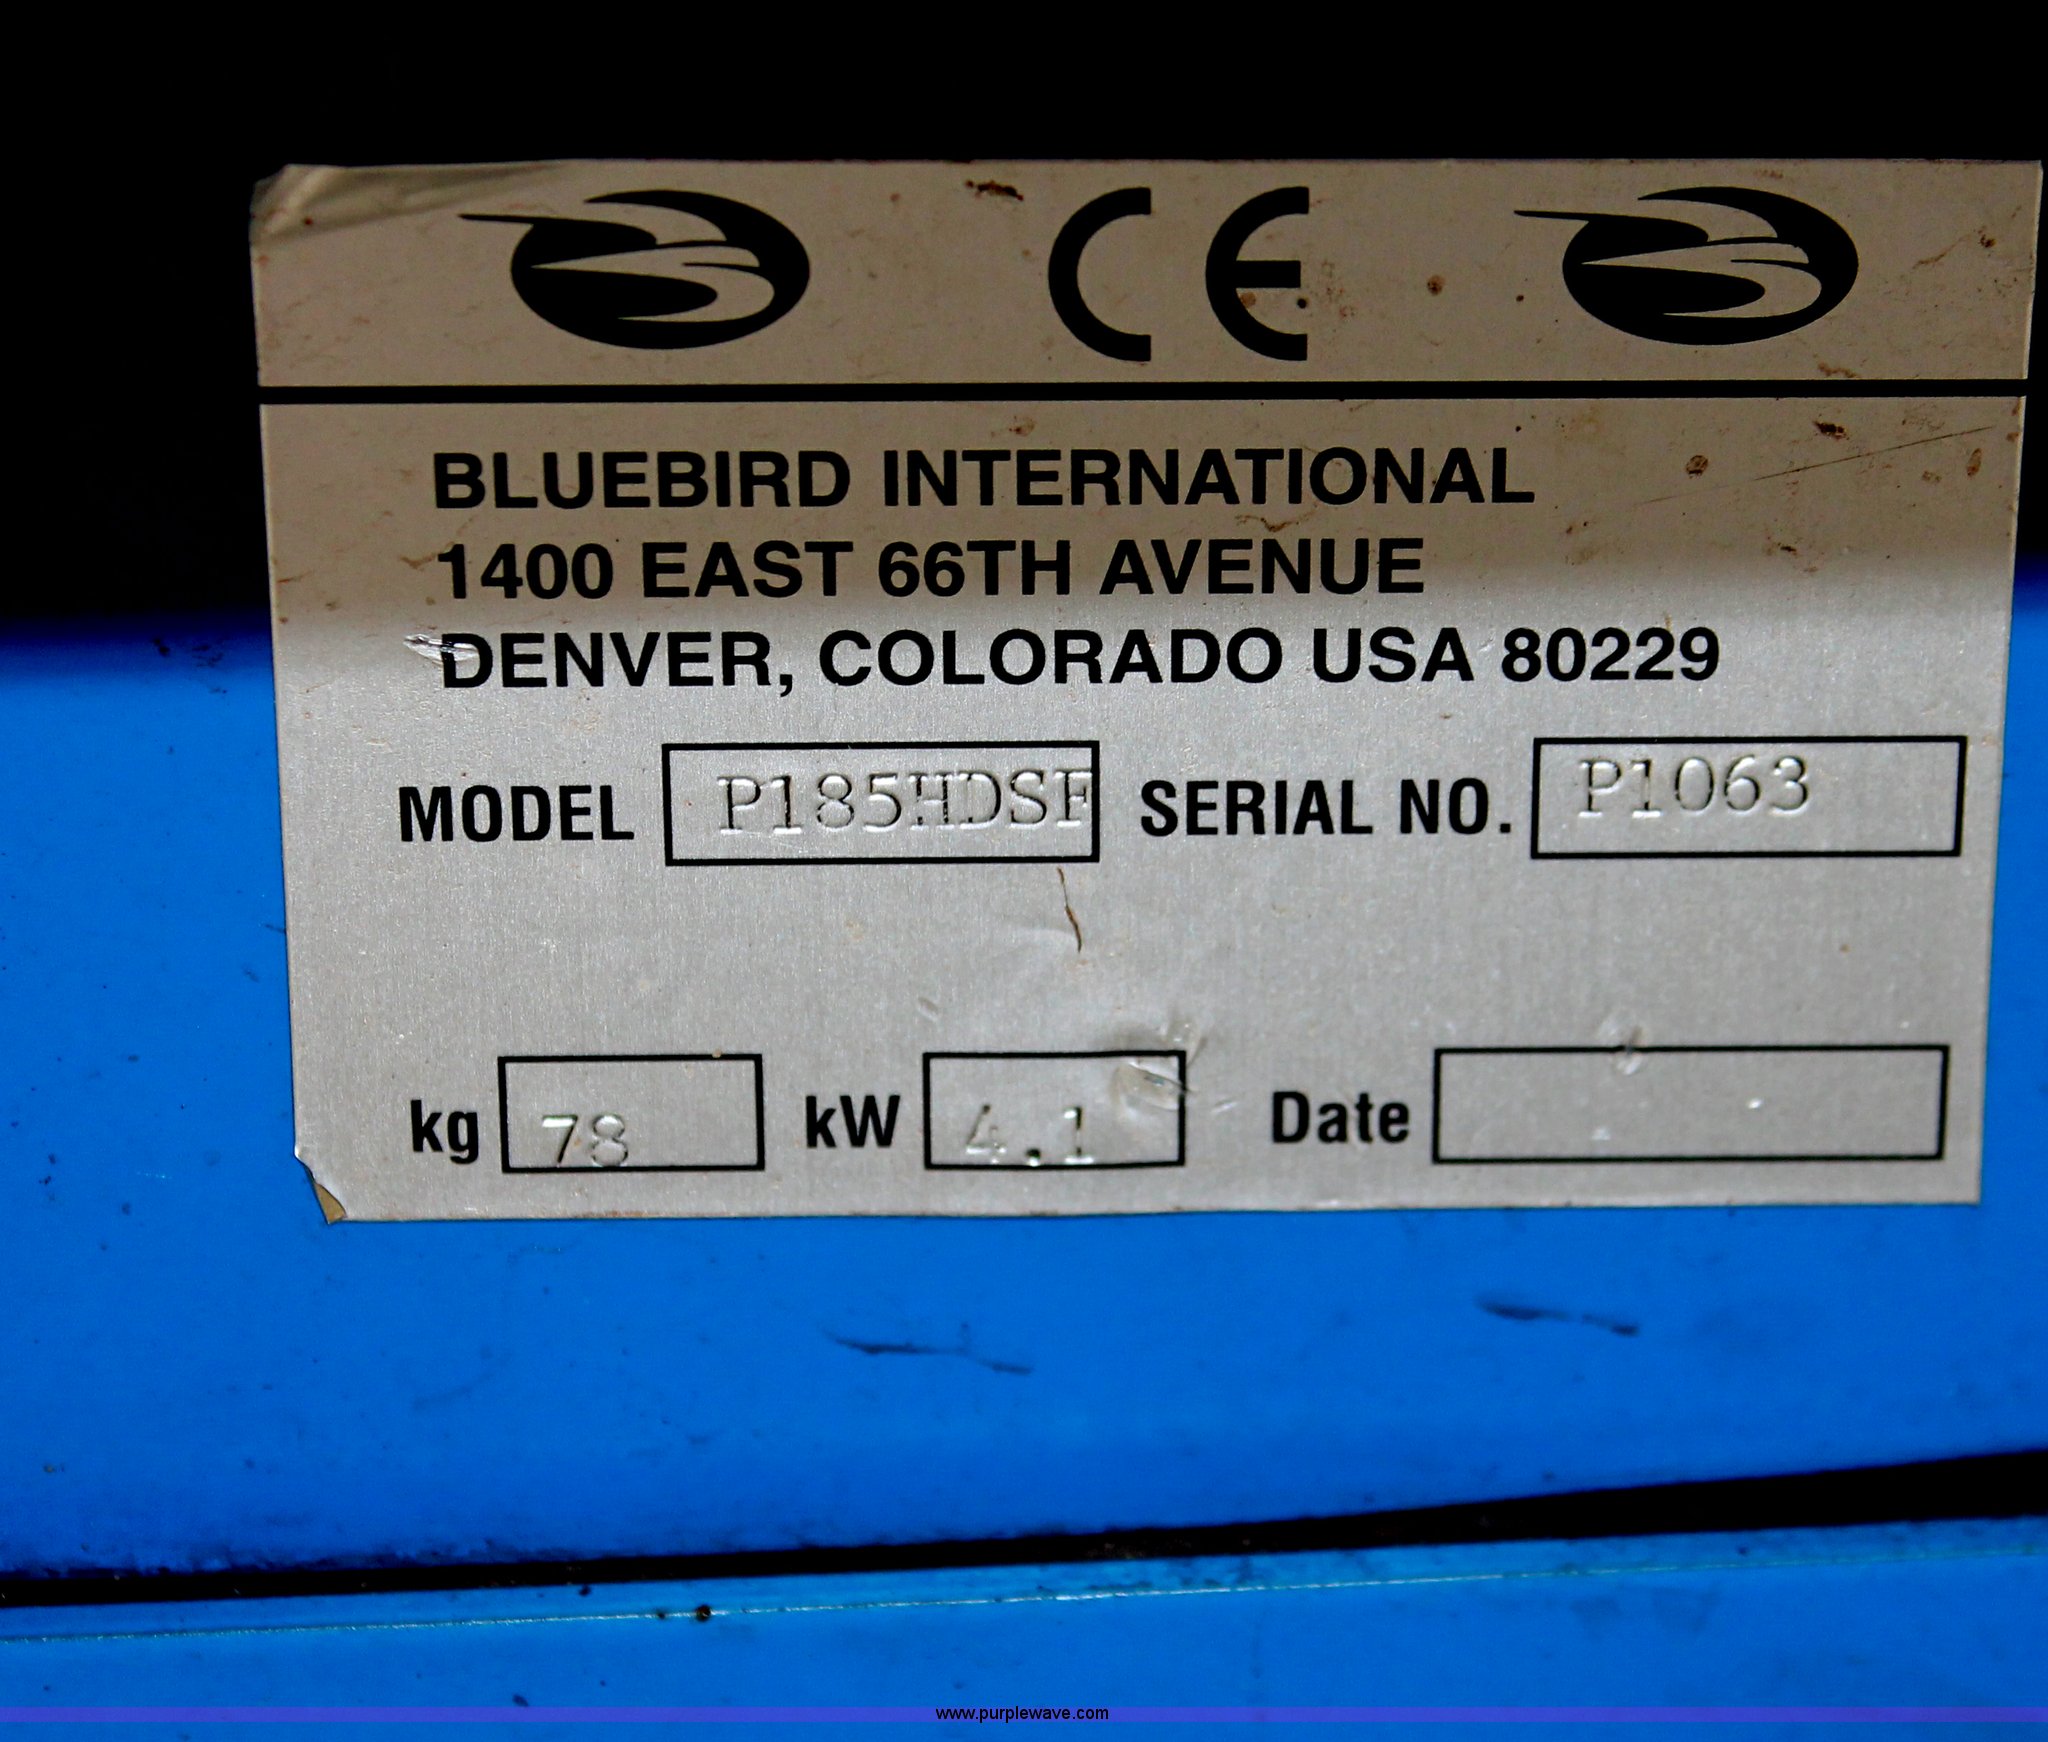 CE
BLUEBIRD INTERNATIONAL
1400 EAST 66TH AVENUE
DENVER, COLORADO USA 80229
MODEL P185HDSF SERIAL NO. P1063
kg 78 kW 4.1 Date
www.purplewave.com